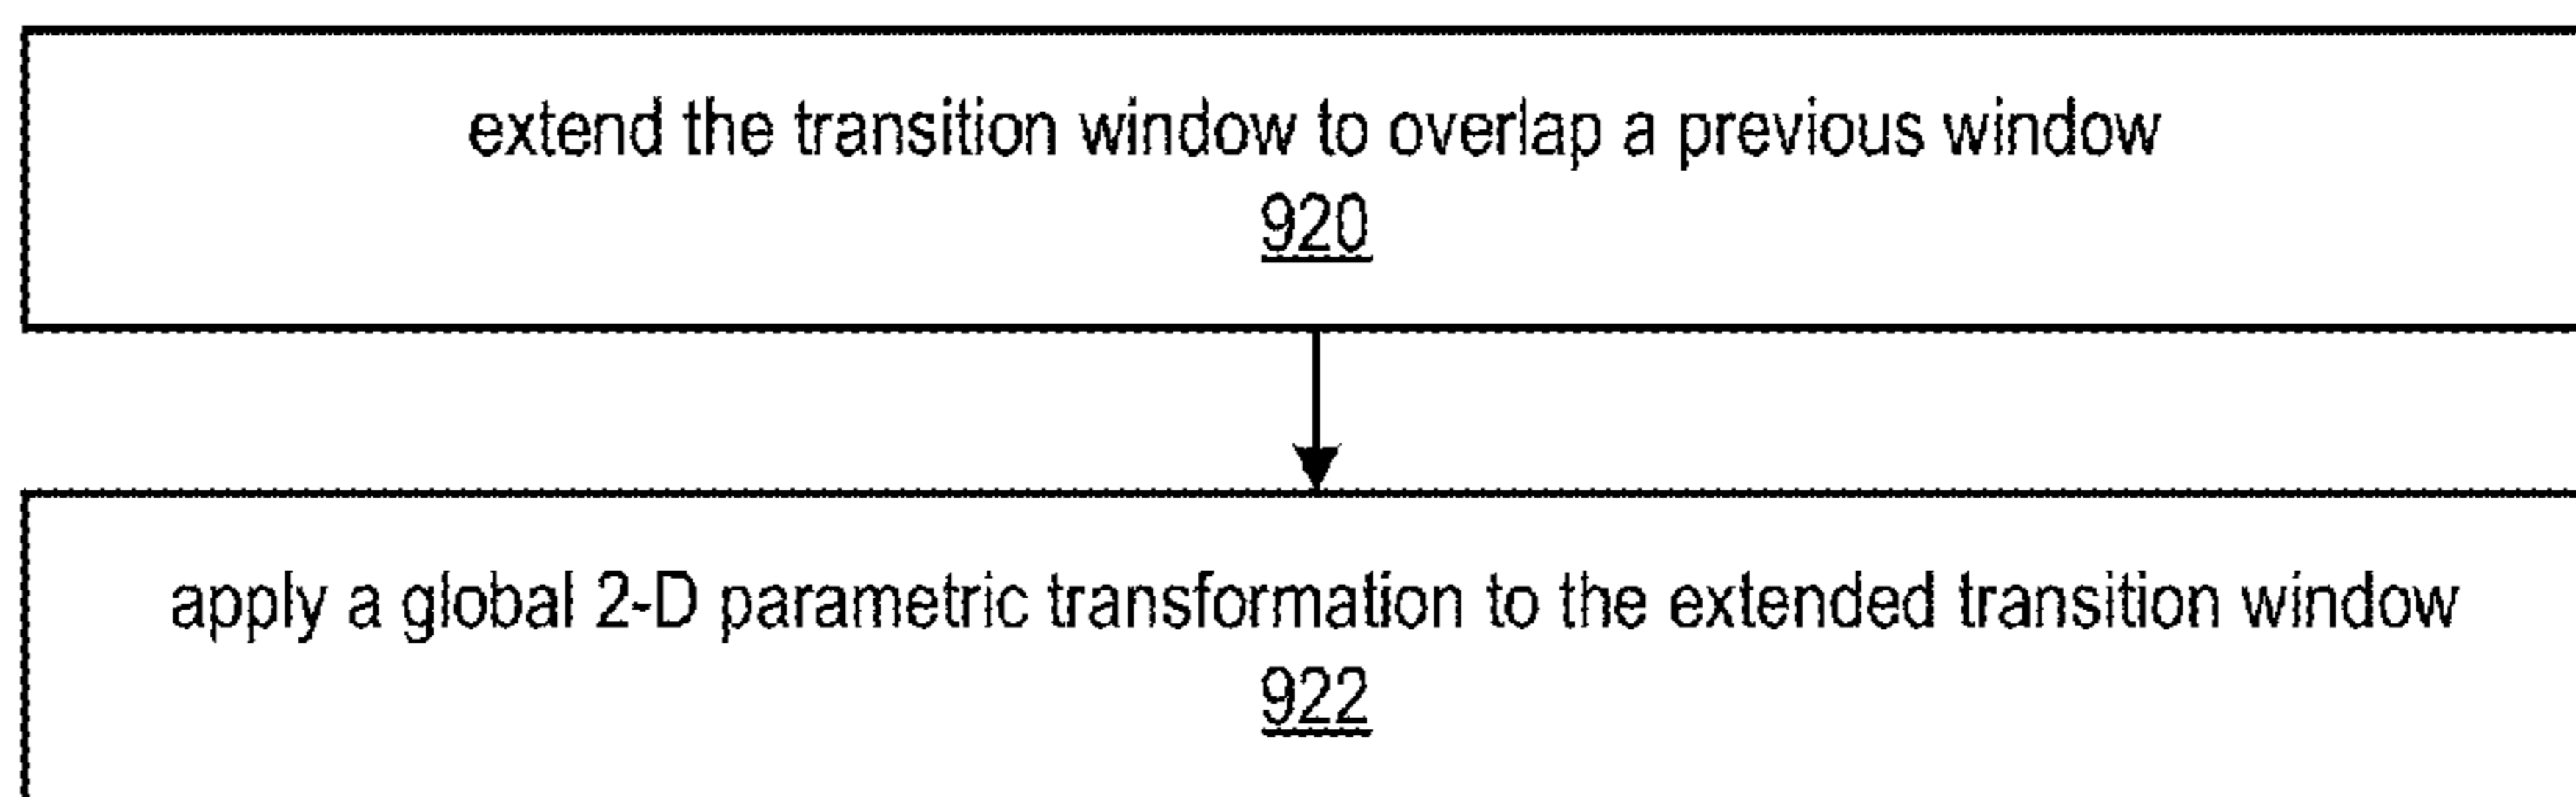 extend the transition window to overlap a previous window
920
apply a global 2-D parametric transformation to the extended transition window
922